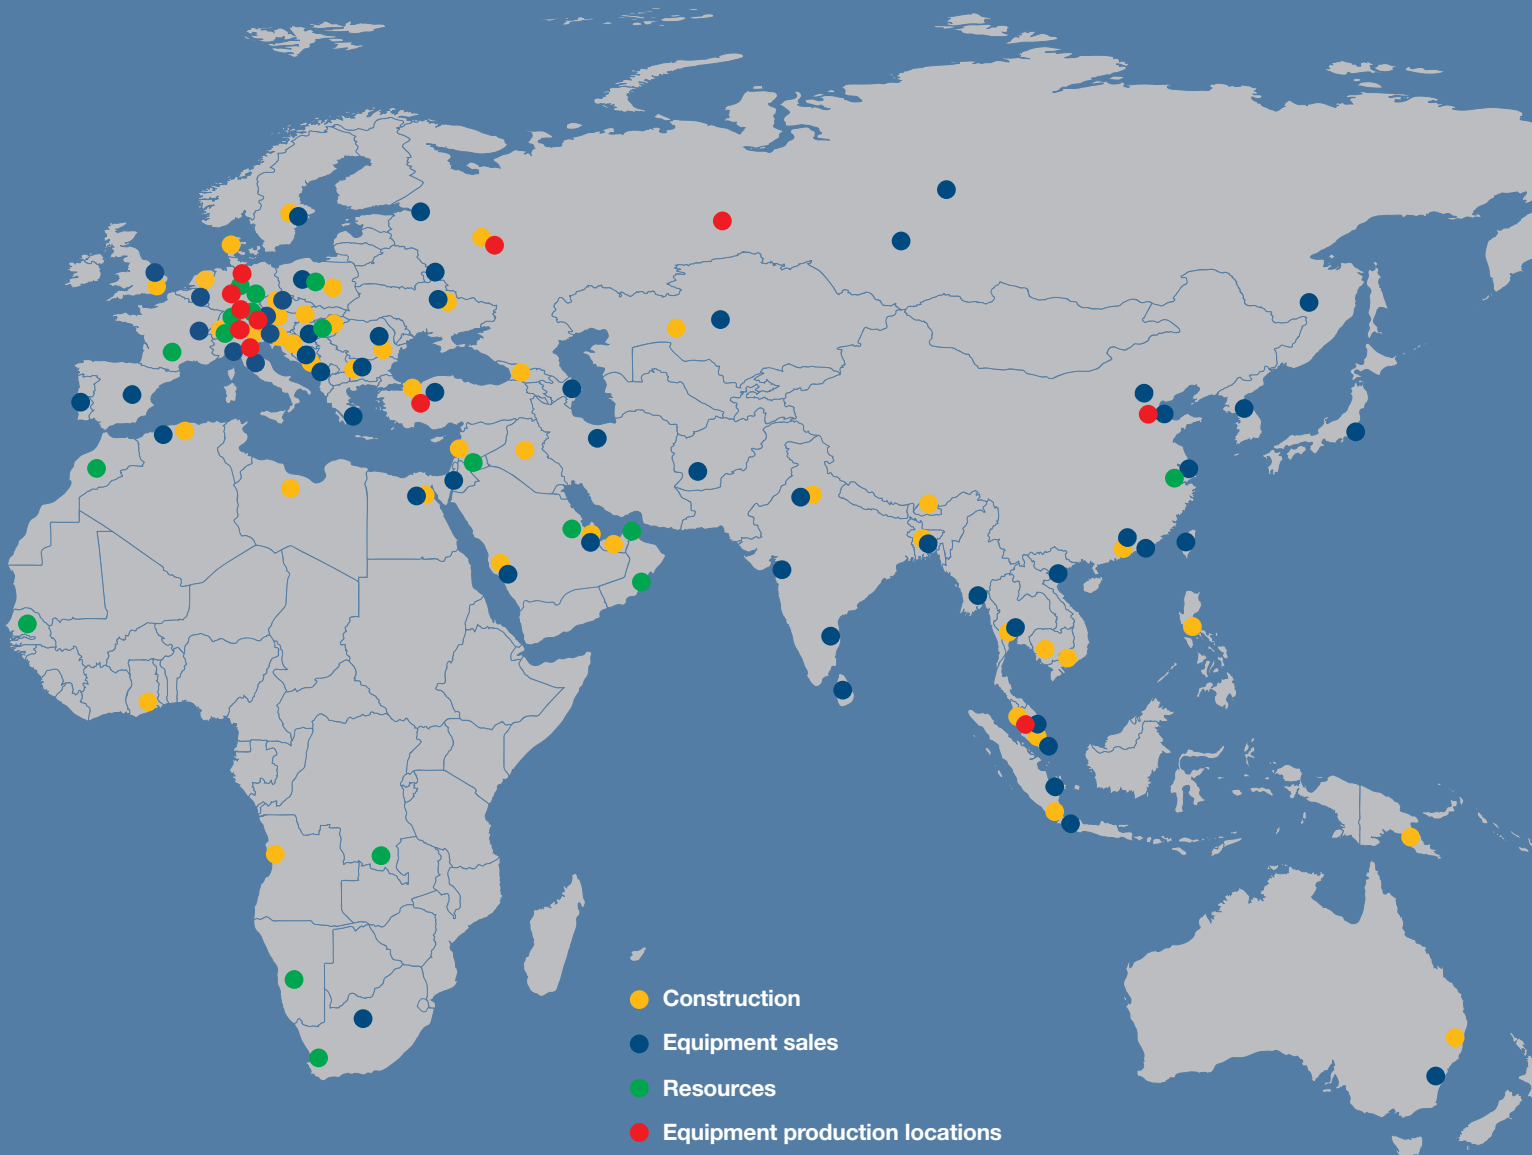 Construction
Equipment sales
Resources
Equipment production locations